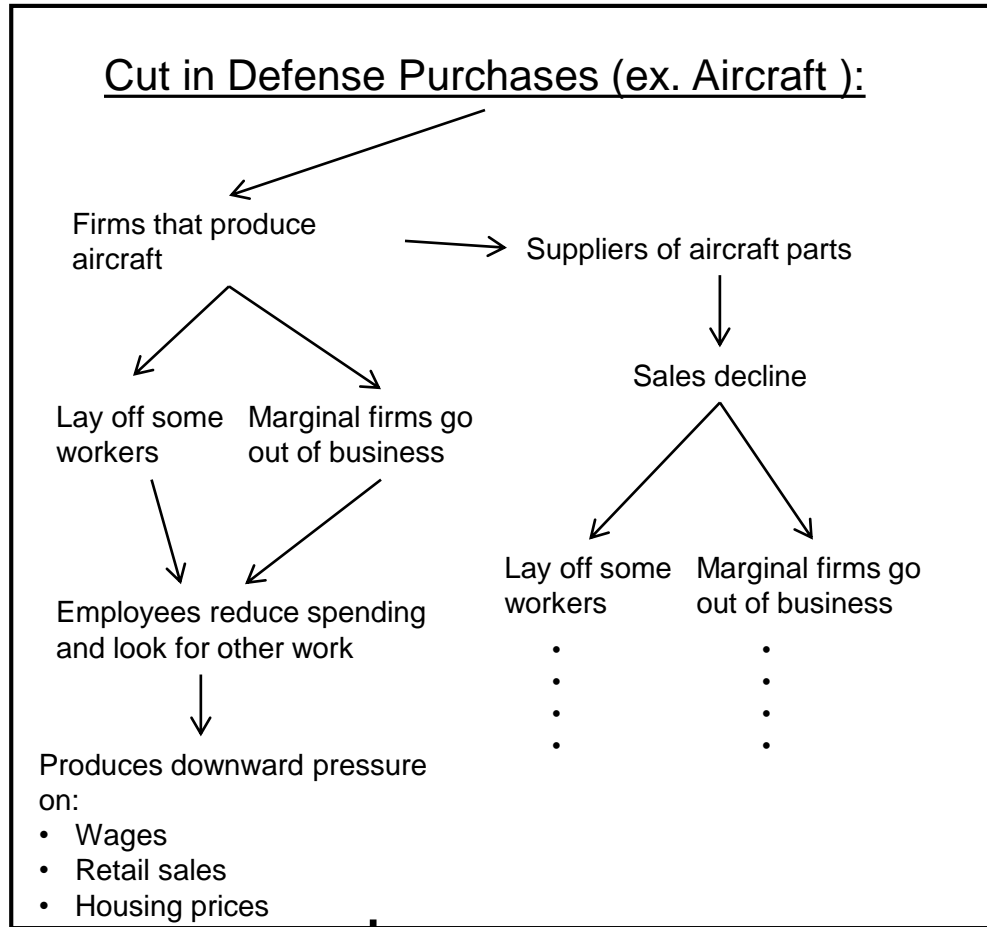 Cut in Defense Purchases (ex. Aircraft ):
Firms that produce
aircraft
Suppliers of aircraft parts
Sales decline
Lay off some
workers
Marginal firms go
out of business
Lay off some
workers
Marginal firms go
out of business
Employees reduce spending
and look for other work
•
•
•
•
•
•
•
•
Produces downward pressure
on:
• Wages
• Retail sales
• Housing prices